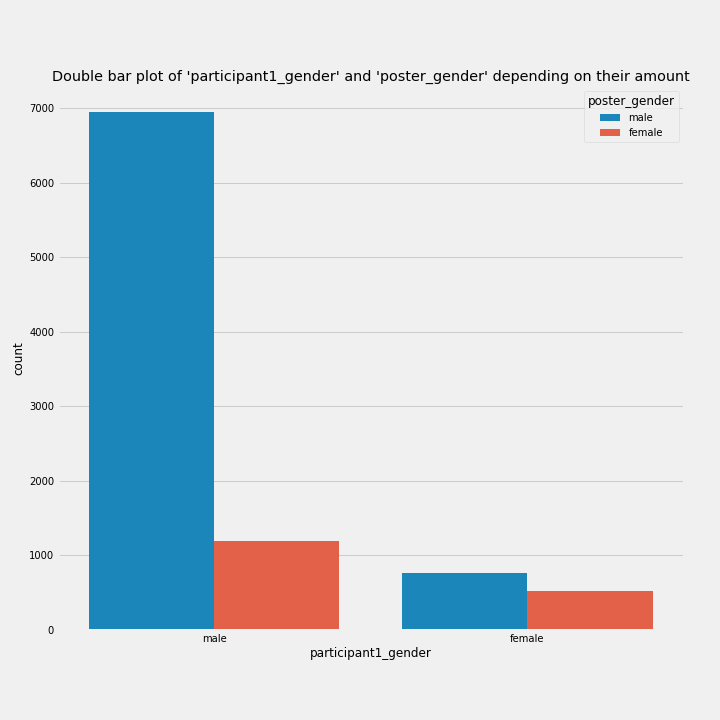 Double bar plot of 'participant1_gender' and 'poster_gender' depending on their amount
poster_gender
male
female
7000
6000
5000
4000
3000
2000
1000
0
count
male
female
participant1_gender